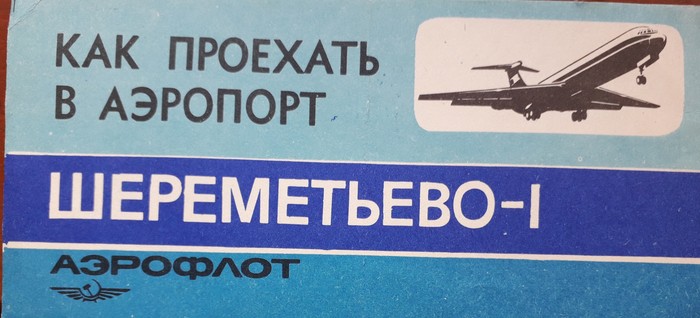 КАК ПРОЕХАТЬ
В АЭРОПОРТ
ШЕРЕМЕТЬЕВО-I
АЭРОФЛОТ